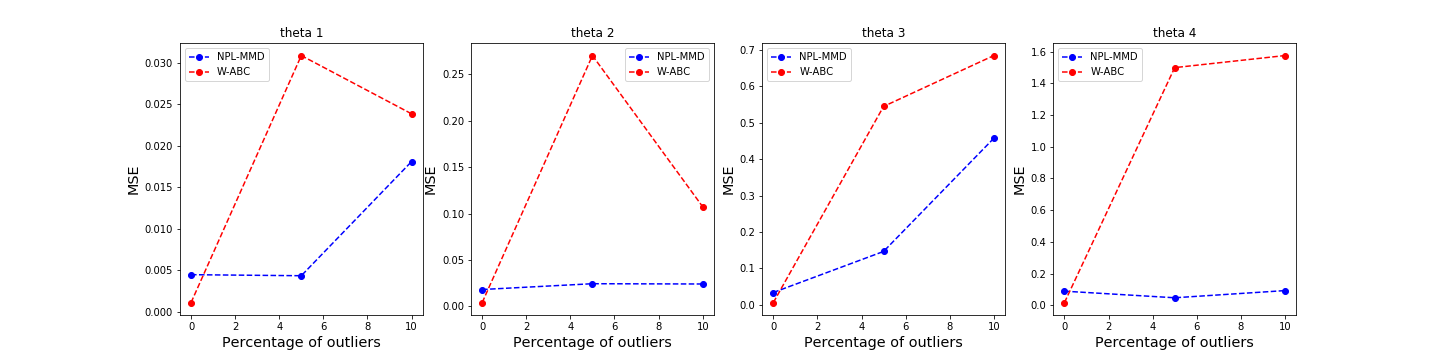 theta 1
NPL-MMD
W-ABC
0.030
0.025
0.020
0.015
0.010
0.005
0.000
MSE
0 2 4 6 8 10
Percentage of outliers
theta 2
NPL-MMD
W-ABC
0.25
0.20
0.15
0.10
0.05
0.00
MSE
0 2 4 6 8 10
Percentage of outliers
theta 3
NPL-MMD
W-ABC
0.7
0.6
0.5
0.4
0.3
0.2
0.1
0.0
MSE
0 2 4 6 8 10
Percentage of outliers
theta 4
NPL-MMD
W-ABC
1.6
1.4
1.2
1.0
0.8
0.6
0.4
0.2
0.0
MSE
0 2 4 6 8 10
Percentage of outliers